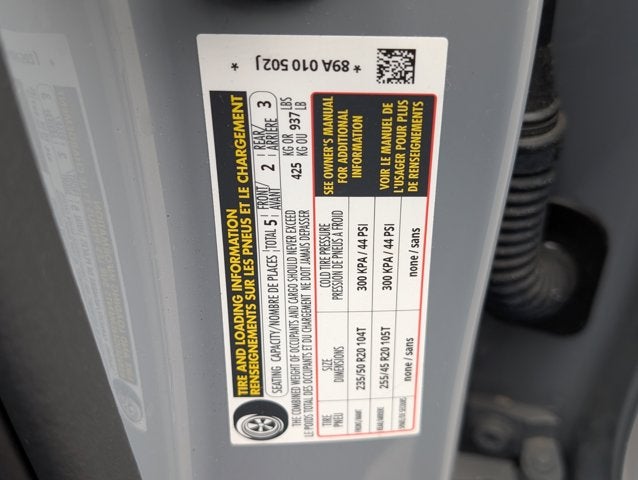 TIRE AND LOADING INFORMATION
RENSEIGNEMENTS SUR LES PNEUS ET LE CHARGEMENT
SEATING CAPACITY/NOMBRE DE PLACES TOTAL 5 FRONT/AVANT 2 REAR/ARRIÈRE 3
THE COMBINED WEIGHT OF OCCUPANTS AND CARGO SHOULD NEVER EXCEED 425 KG OR 937 LBS
LE POIDS TOTAL DES OCCUPANTS ET DU CHARGEMENT NE DOIT JAMAIS DÉPASSER KG OU LB
TIRE PNEU SIZE DIMENSIONS COLD TIRE PRESSURE PRESSION DE PNEUS À FROID
FRONT/AVANT 235/50 R20 104T 300 KPA / 44 PSI
REAR/ARRIÈRE 255/45 R20 105T 300 KPA / 44 PSI
none / sans none / sans
SEE OWNER'S MANUAL
FOR ADDITIONAL
INFORMATION
VOIR LE MANUEL DE
L'USAGER POUR PLUS
DE RENSEIGNEMENTS
* 89A 010 502J *